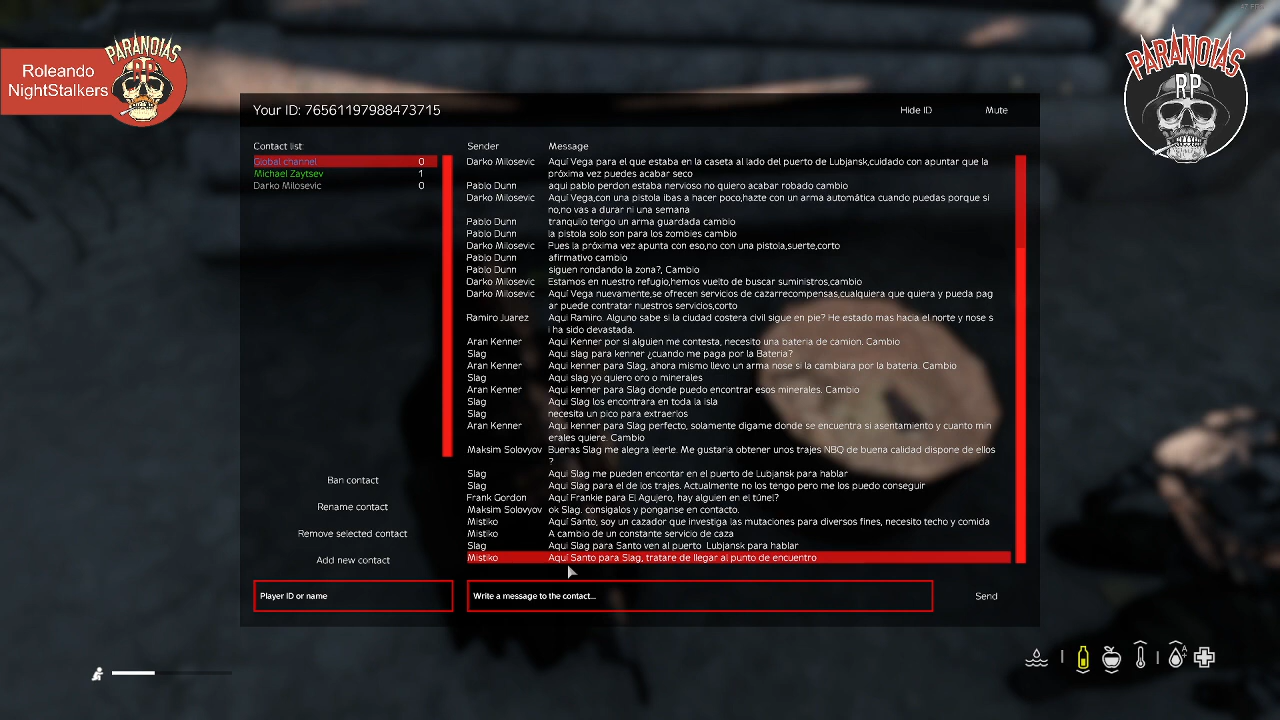 47 FPS
PARANOIAS
RP
Roleando
NightStalkers
PARANOIAS
RP
Your ID: 76561197988473715
Hide ID
Mute
Contact list:
Global channel 0
Michael Zaytsev 1
Darko Milosevic 0
Sender Message
Darko Milosevic Aquí Vega para el que estaba en la caseta al lado del puerto de Lubjansk,cuidado con apuntar que la
próxima vez puedes acabar seco
Pablo Dunn aqui pablo perdon estaba nervioso no quiero acabar robado cambio
Darko Milosevic Aquí Vega,con una pistola ibas a hacer poco,hazte con un arma automática cuando puedas porque si
no,no vas a durar ni una semana
Pablo Dunn tranquilo tengo un arma guardada cambio
Pablo Dunn la pistola solo son para los zombies cambio
Darko Milosevic Pues la próxima vez apunta con eso,no con una pistola,suerte,corto
Pablo Dunn afirmativo cambio
Pablo Dunn siguen rondando la zona?, Cambio
Darko Milosevic Estamos en nuestro refugio,hemos vuelto de buscar suministros,cambio
Darko Milosevic Aquí Vega nuevamente,se ofrecen servicios de cazarrecompensas,cualquiera que quiera y pueda pag
ar puede contratar nuestros servicios,corto
Ramiro Juarez Aqui Ramiro. Alguno sabe si la ciudad costera civil sigue en pie? He estado mas hacia el norte y nose s
i ha sido devastada.
Aran Kenner Aqui Kenner por si alguien me contesta, necesito una bateria de camion. Cambio
Slag Aqui slag para kenner ¿cuando me paga por la Bateria?
Aran Kenner Aqui kenner para Slag, ahora mismo llevo un arma nose si la cambiara por la bateria. Cambio
Slag Aqui slag yo quiero oro o minerales
Aran Kenner Aqui kenner para Slag donde puedo encontrar esos minerales. Cambio
Slag Aqui Slag los encontrara en toda la isla
Slag necesita un pico para extraerlos
Aran Kenner Aqui kenner para Slag perfecto, solamente digame donde se encuentra si asentamiento y cuanto min
erales quiere. Cambio
Maksim Solovyov Buenas Slag me alegra leerle. Me gustaria obtener unos trajes NBQ de buena calidad dispone de ellos
?
Slag Aqui Slag me pueden encontar en el puerto de Lubjansk para hablar
Slag Aqui Slag para el de los trajes. Actualmente no los tengo pero me los puedo conseguir
Frank Gordon Aquí Frankie para El Agujero, hay alguien en el túnel?
Maksim Solovyov ok Slag. consigalos y ponganse en contacto.
Mistiko Aquí Santo, soy un cazador que investiga las mutaciones para diversos fines, necesito techo y comida
Mistiko A cambio de un constante servicio de caza
Slag Aqui Slag para Santo ven al puerto Lubjansk para hablar
Mistiko Aquí Santo para Slag, tratare de llegar al punto de encuentro
Ban contact
Rename contact
Remove selected contact
Add new contact
Player ID or name
Write a message to the contact...
Send